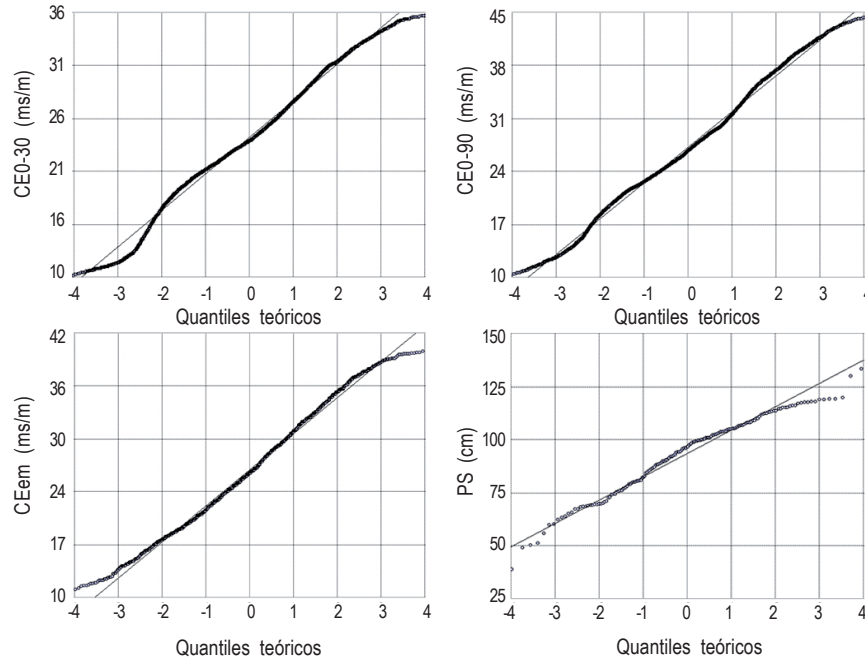 36
31
26
21
16
10
CE0-30 (ms/m)
-4 -3 -2 -1 0 1 2 3 4
Quantiles teóricos
45
38
31
24
17
10
CE0-90 (ms/m)
-4 -3 -2 -1 0 1 2 3 4
Quantiles teóricos
42
36
30
24
17
10
CEem (ms/m)
-4 -3 -2 -1 0 1 2 3 4
Quantiles teóricos
150
125
100
75
50
25
PS (cm)
-4 -3 -2 -1 0 1 2 3 4
Quantiles teóricos